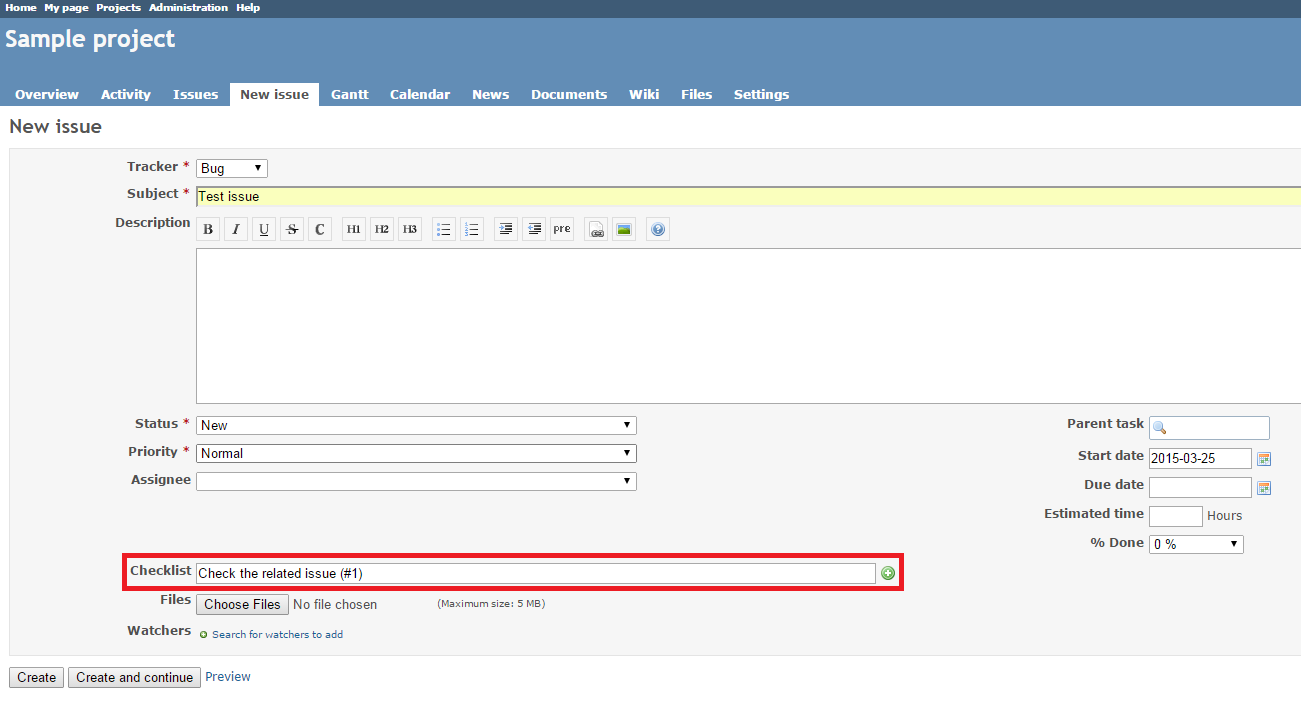 Home My page Projects Administration Help
Sample project
Overview Activity Issues New issue Gantt Calendar News Documents Wiki Files Settings
New issue
Tracker * Bug
Subject * Test issue
Description B I U S C H1 H2 H3 pre
Status * New
Parent task
Priority * Normal
Start date 2015-03-25
Assignee
Due date
Estimated time Hours
% Done 0 %
Checklist Check the related issue (#1)
Files Choose Files No file chosen (Maximum size: 5 MB)
Watchers Search for watchers to add
Create Create and continue Preview